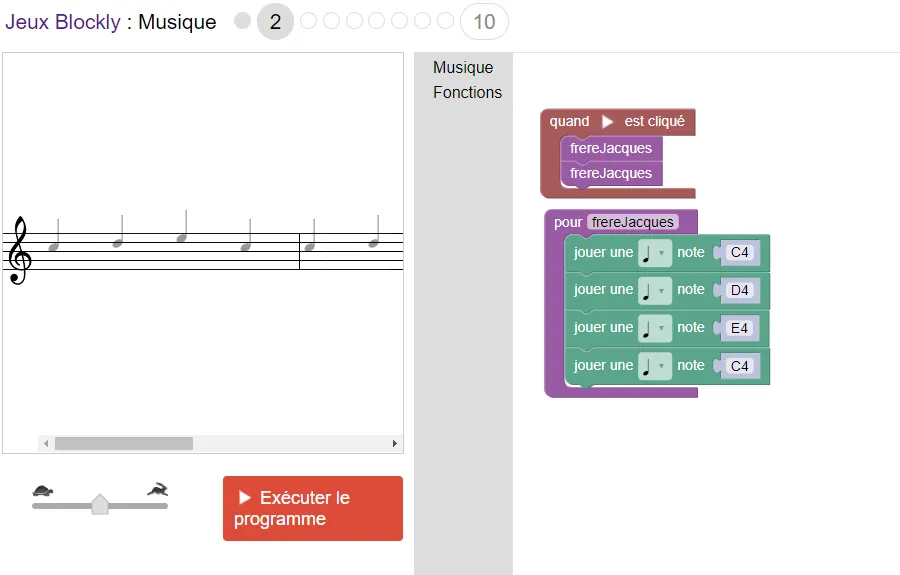 Jeux Blockly : Musique 2 10
Musique
Fonctions
quand est cliqué
frereJacques
frereJacques
pour frereJacques
jouer une note C4
jouer une note D4
jouer une note E4
jouer une note C4
Exécuter le
programme